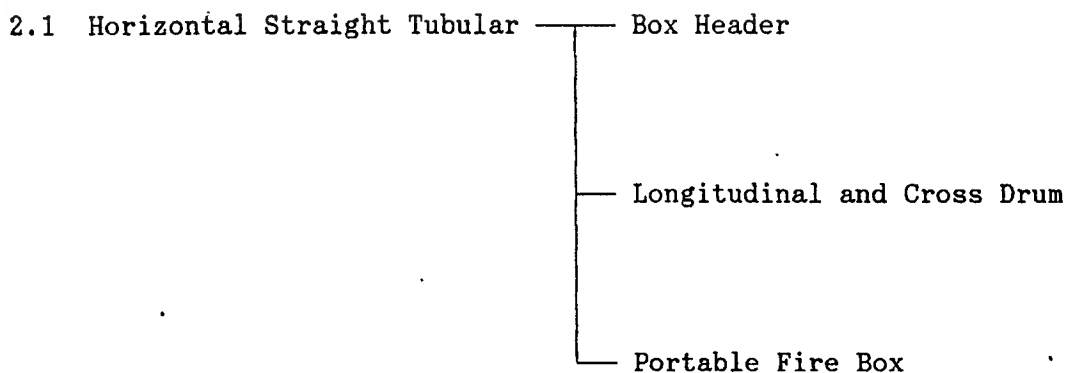 2.1 Horizontal Straight Tubular Box Header
Longitudinal and Cross Drum
Portable Fire Box